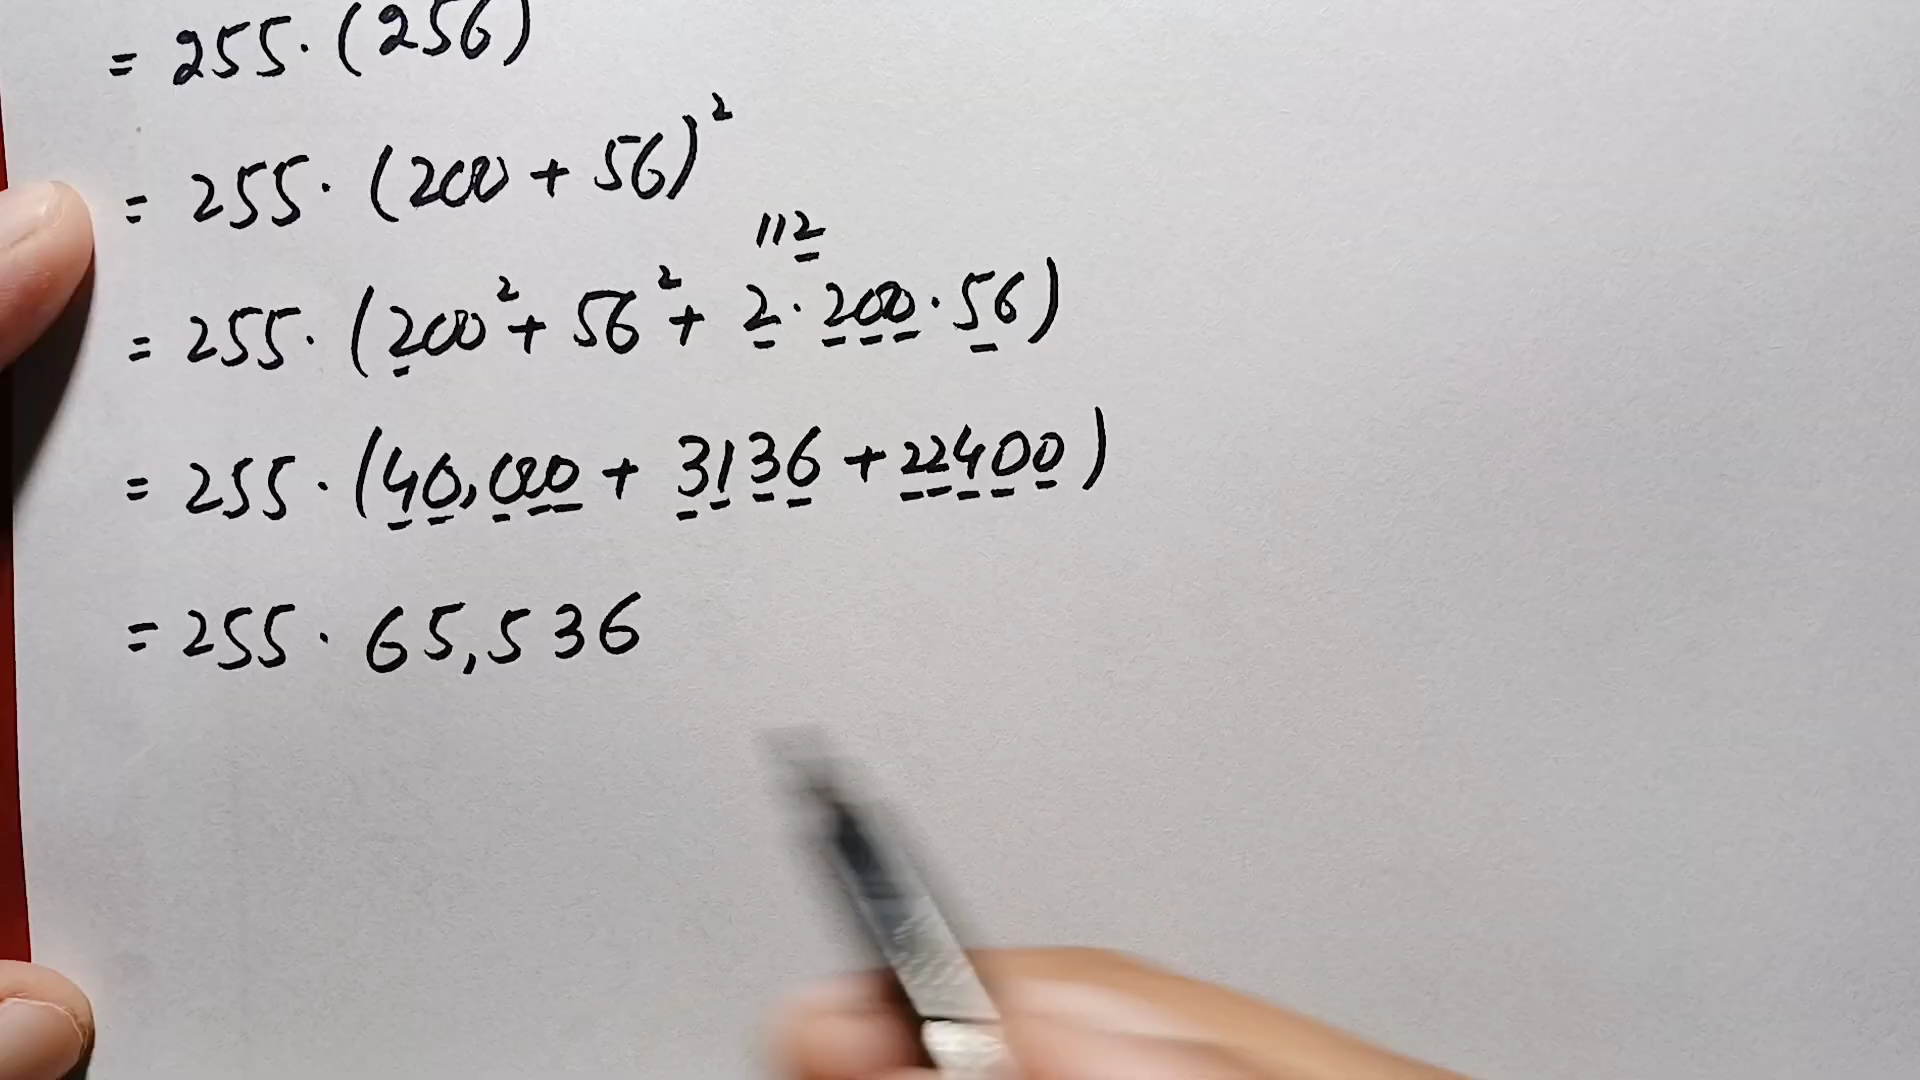 = 255 · (256)
= 255 · (200 + 56)²
112
= 255 · (200² + 56² + 2 · 200 · 56)
= 255 · (40,000 + 3136 + 22400)
= 255 · 65,536